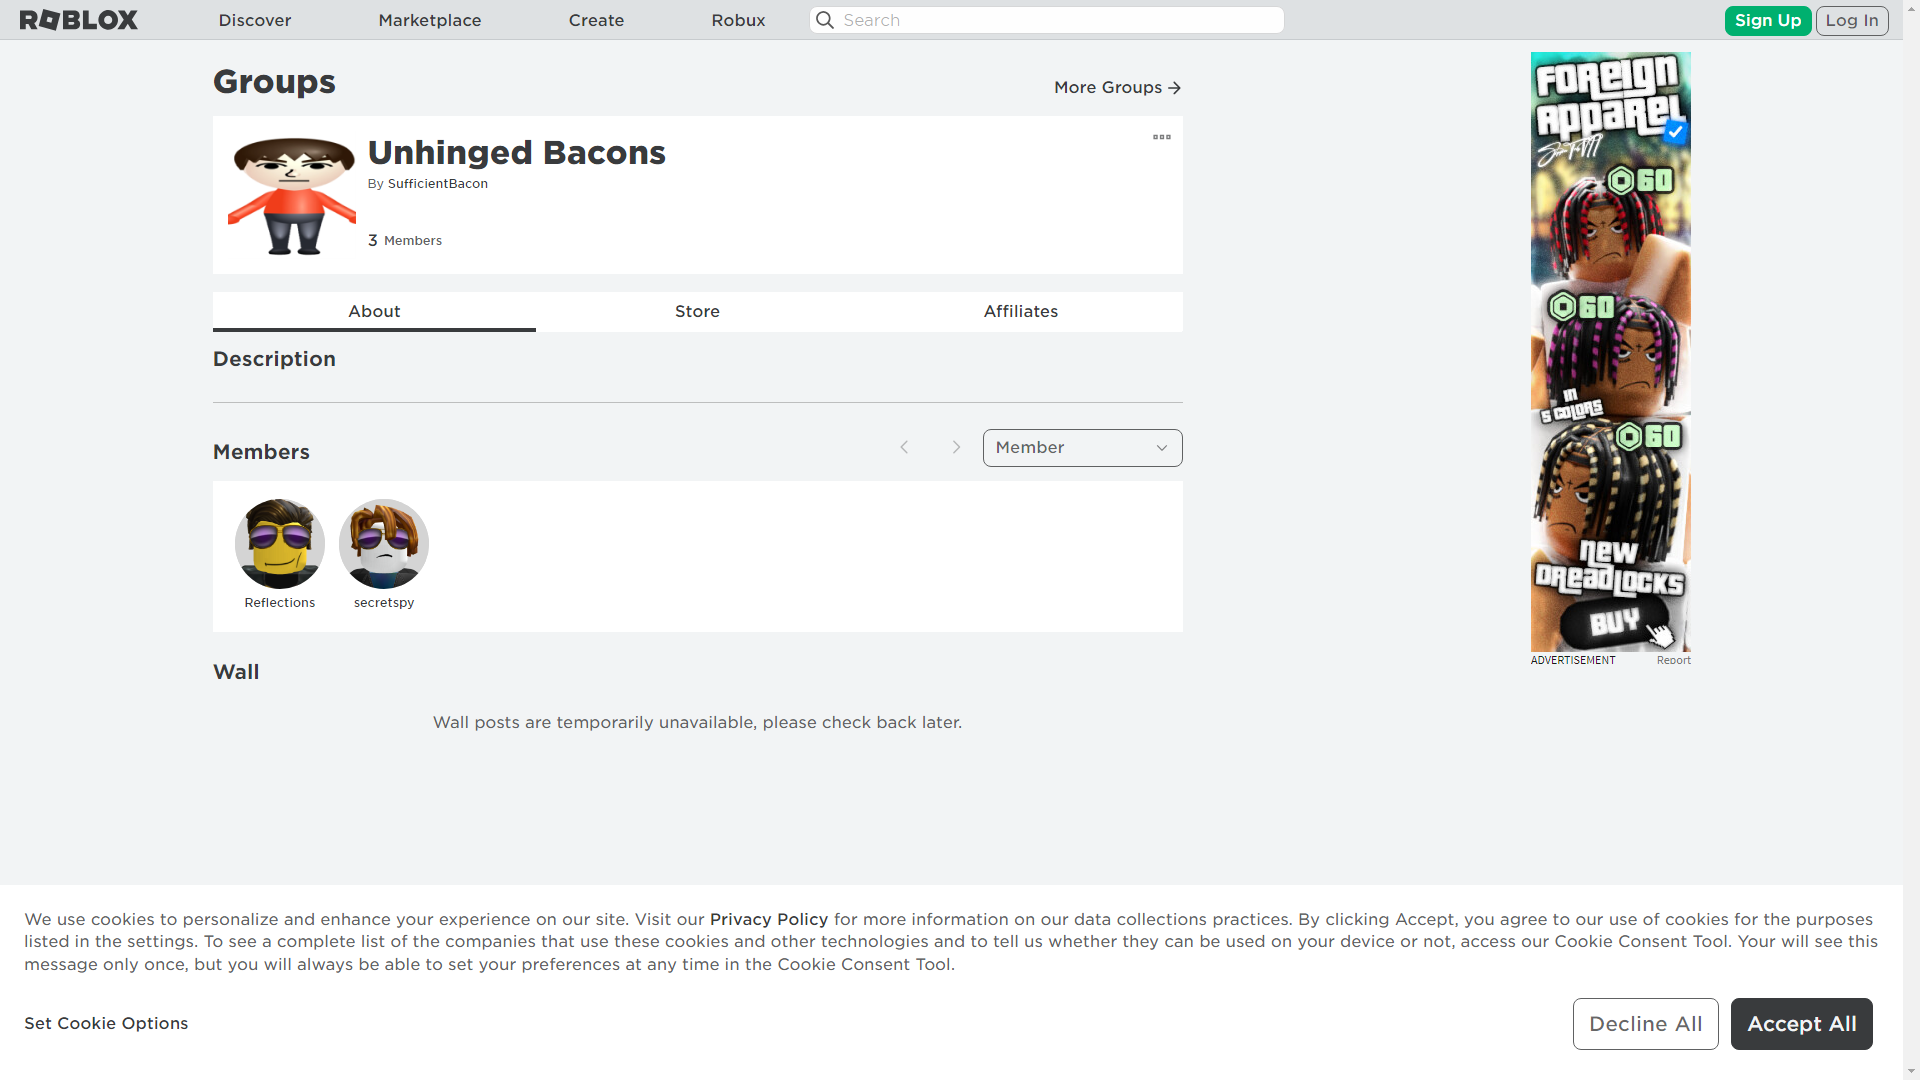 ROBLOX
Discover
Marketplace
Create
Robux
Search
Sign Up
Log In
Groups
More Groups
Unhinged Bacons
By SufficientBacon
3 Members
About
Store
Affiliates
Description
Members
Member
Reflections
secretspy
Wall
Wall posts are temporarily unavailable, please check back later.
FOREIGN
APPAREL
60
60
IN
5 COLORS
60
NEW
DREADLOCKS
BUY
ADVERTISEMENT
Report
We use cookies to personalize and enhance your experience on our site. Visit our Privacy Policy for more information on our data collections practices. By clicking Accept, you agree to our use of cookies for the purposes
listed in the settings. To see a complete list of the companies that use these cookies and other technologies and to tell us whether they can be used on your device or not, access our Cookie Consent Tool. Your will see this
message only once, but you will always be able to set your preferences at any time in the Cookie Consent Tool.
Set Cookie Options
Decline All
Accept All